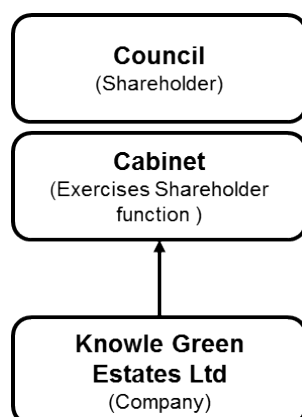 Council
(Shareholder)
Cabinet
(Exercises Shareholder
function )
Knowle Green
Estates Ltd
(Company)